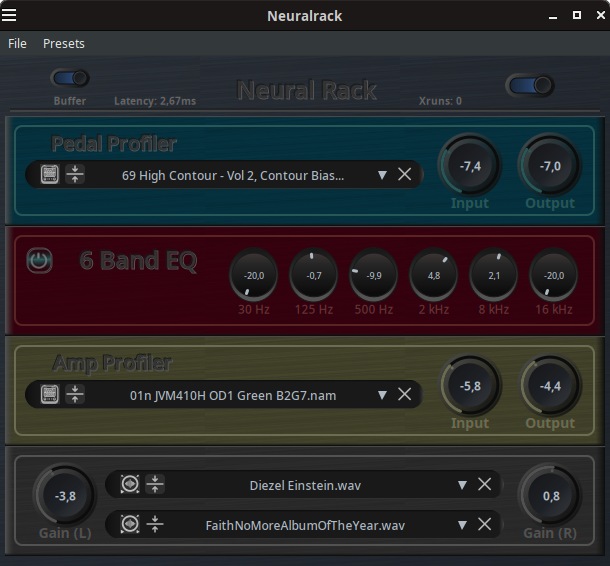 Neuralrack
File Presets
Neural Rack
Buffer Latency: 2,67ms Xruns: 0
Pedal Profiler
69 High Contour - Vol 2, Contour Bias...
-7,4 -7,0
Input Output
6 Band EQ
-20,0 -0,7 -9,9 4,8 2,1 -20,0
30 Hz 125 Hz 500 Hz 2 kHz 8 kHz 16 kHz
Amp Profiler
01n JVM410H OD1 Green B2G7.nam
-5,8 -4,4
Input Output
Diezel Einstein.wav
-3,8 0,8
FaithNoMoreAlbumOfTheYear.wav
Gain (L) Gain (R)